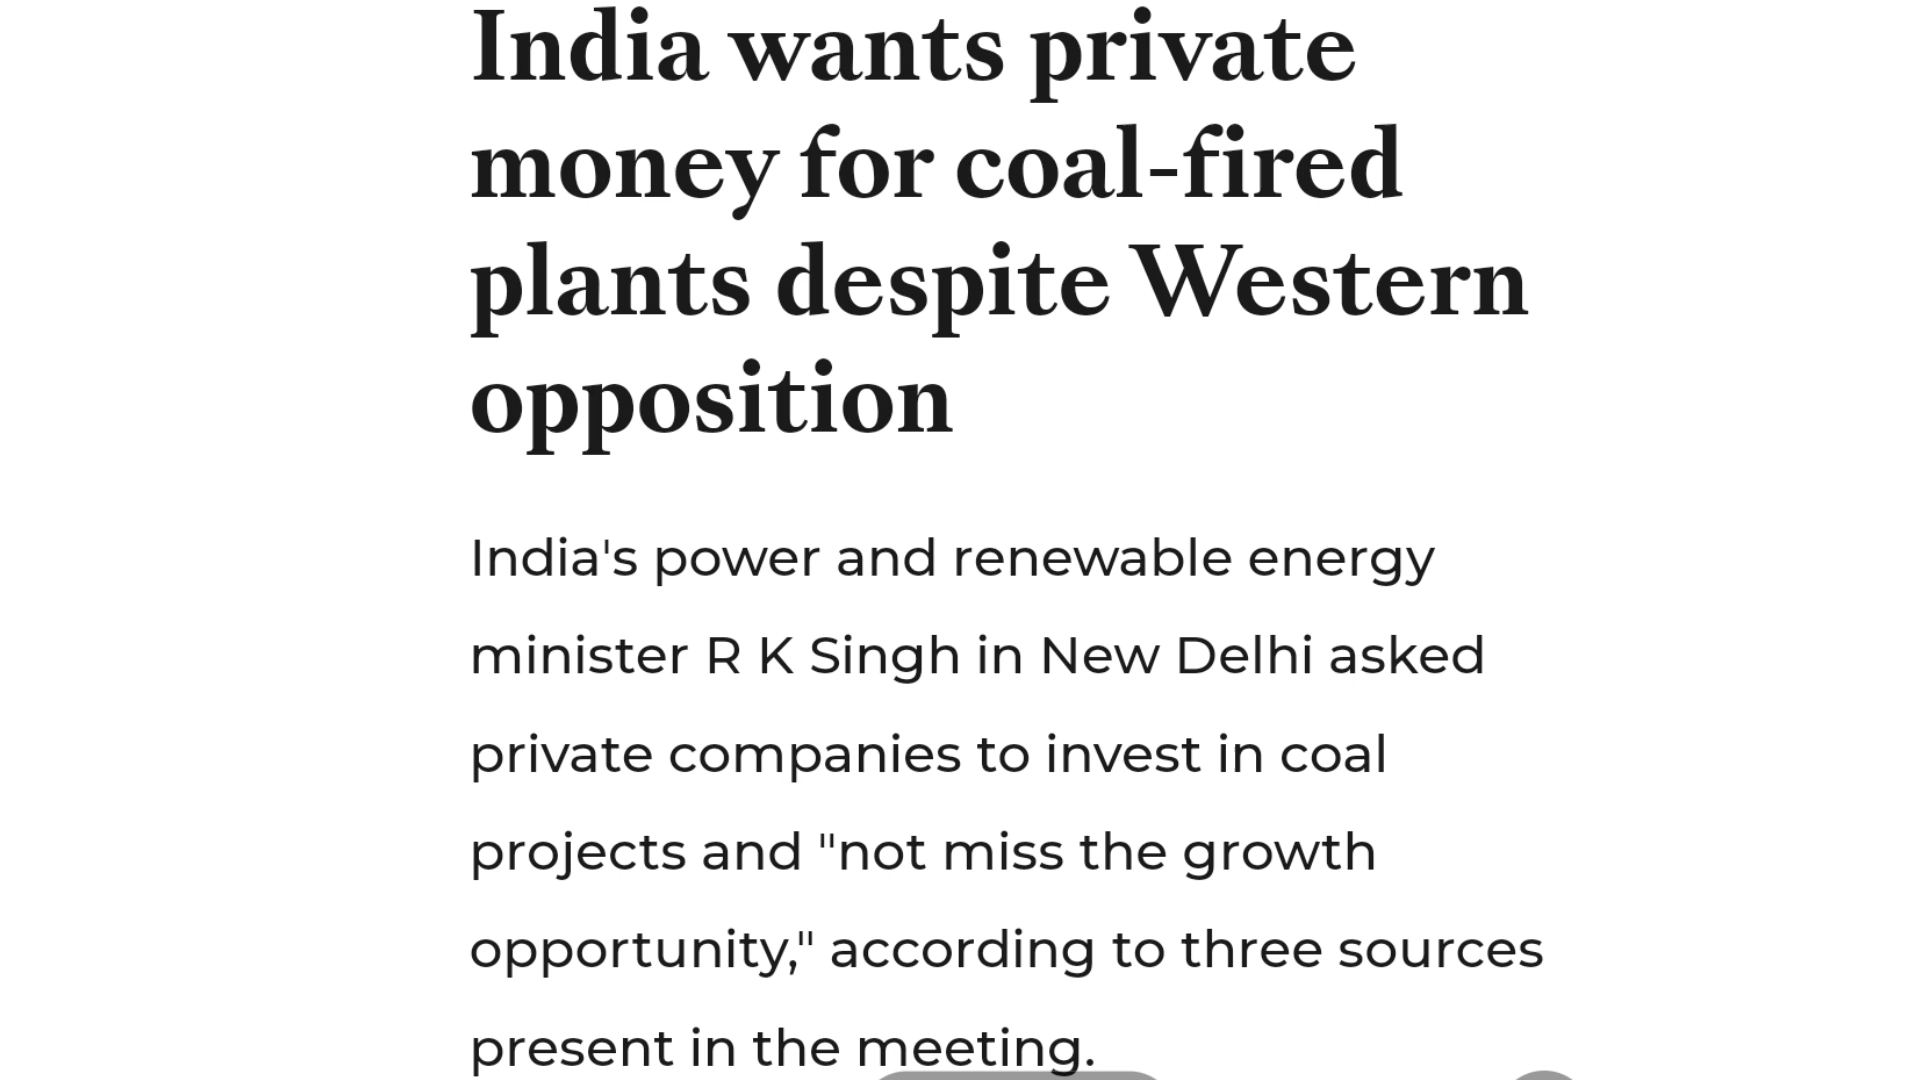 India wants private
money for coal-fired
plants despite Western
opposition
India's power and renewable energy
minister R K Singh in New Delhi asked
private companies to invest in coal
projects and "not miss the growth
opportunity," according to three sources
present in the meeting.